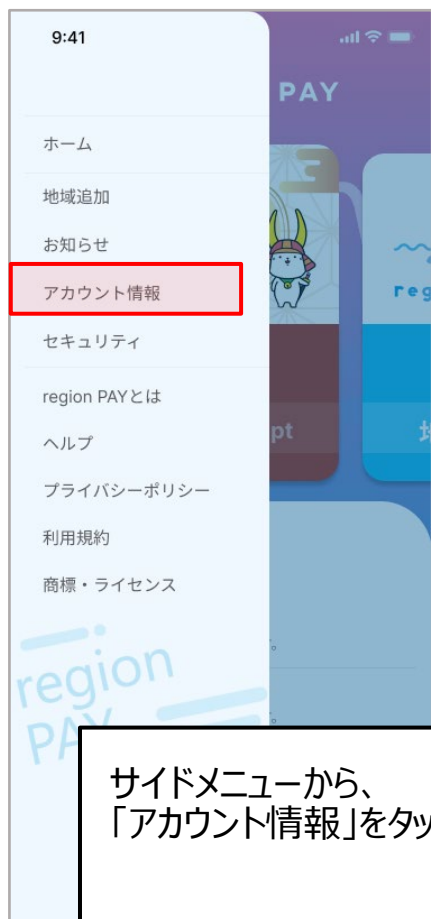 9:41
PAY
ホーム
地域追加
お知らせ
アカウント情報
セキュリティ
region PAYとは
ヘルプ
プライバシーポリシー
利用規約
商標・ライセンス
reg
pt
region
PAY
サイドメニューから、
「アカウント情報」をタッ